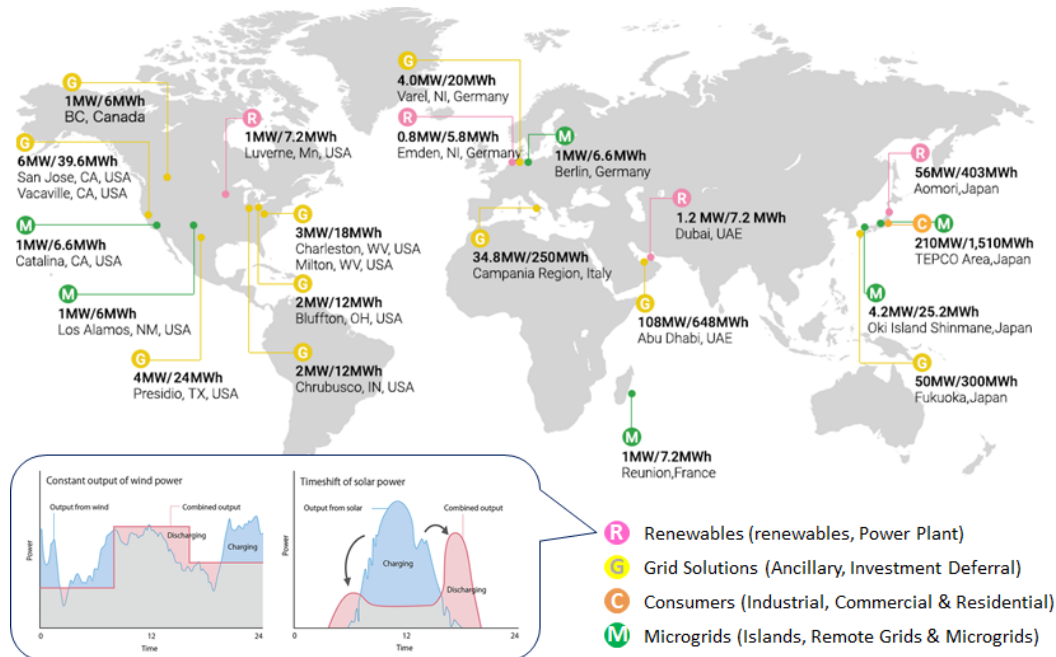 G
1MW/6MWh
BC, Canada
G
6MW/39.6MWh
San Jose, CA, USA
Vacaville, CA, USA
M
1MW/6.6MWh
Catalina, CA, USA
M
1MW/6MWh
Los Alamos, NM, USA
G
4MW/24MWh
Presidio, TX, USA
R
1MW/7.2MWh
Luverne, Mn, USA
G
3MW/18MWh
Charleston, WV, USA
Milton, WV, USA
G
2MW/12MWh
Bluffton, OH, USA
G
2MW/12MWh
Chrubusco, IN, USA
G
4.0MW/20MWh
Varel, NI, Germany
R
0.8MW/5.8MWh
Emden, NI, Germany
M
1MW/6.6MWh
Berlin, Germany
G
34.8MW/250MWh
Campania Region, Italy
R
1.2 MW/7.2 MWh
Dubai, UAE
G
108MW/648MWh
Abu Dhabi, UAE
M
1MW/7.2MWh
Reunion,France
R
56MW/403MWh
Aomori,Japan
C M
210MW/1,510MWh
TEPCO Area,Japan
M
4.2MW/25.2MWh
Oki Island Shinmane,Japan
G
50MW/300MWh
Fukuoka,Japan
Constant output of wind power
Output from wind
Combined output
Discharging
Charging
Power
0 12 24
Time
Timeshift of solar power
Output from solar
Combined output
Charging
Discharging
Power
0 12 24
Time
R Renewables (renewables, Power Plant)
G Grid Solutions (Ancillary, Investment Deferral)
C Consumers (Industrial, Commercial & Residential)
M Microgrids (Islands, Remote Grids & Microgrids)